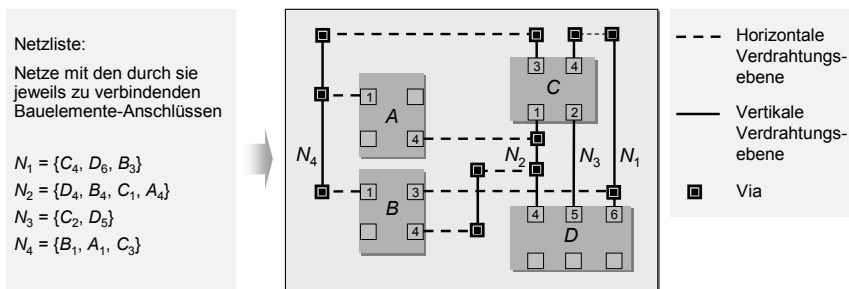 Netzliste:
Netze mit den durch sie
jeweils zu verbindenden
Bauelemente-Anschlüssen
N1 = {C4, D6, B3}
N2 = {D4, B4, C1, A4}
N3 = {C2, D5}
N4 = {B1, A1, C3}
3 4
C
1 2
1
A
4
N4
N2
N3
N1
1 3
B
4
4 5 6
D
Horizontale
Verdrahtungs-
ebene
Vertikale
Verdrahtungs-
ebene
Via